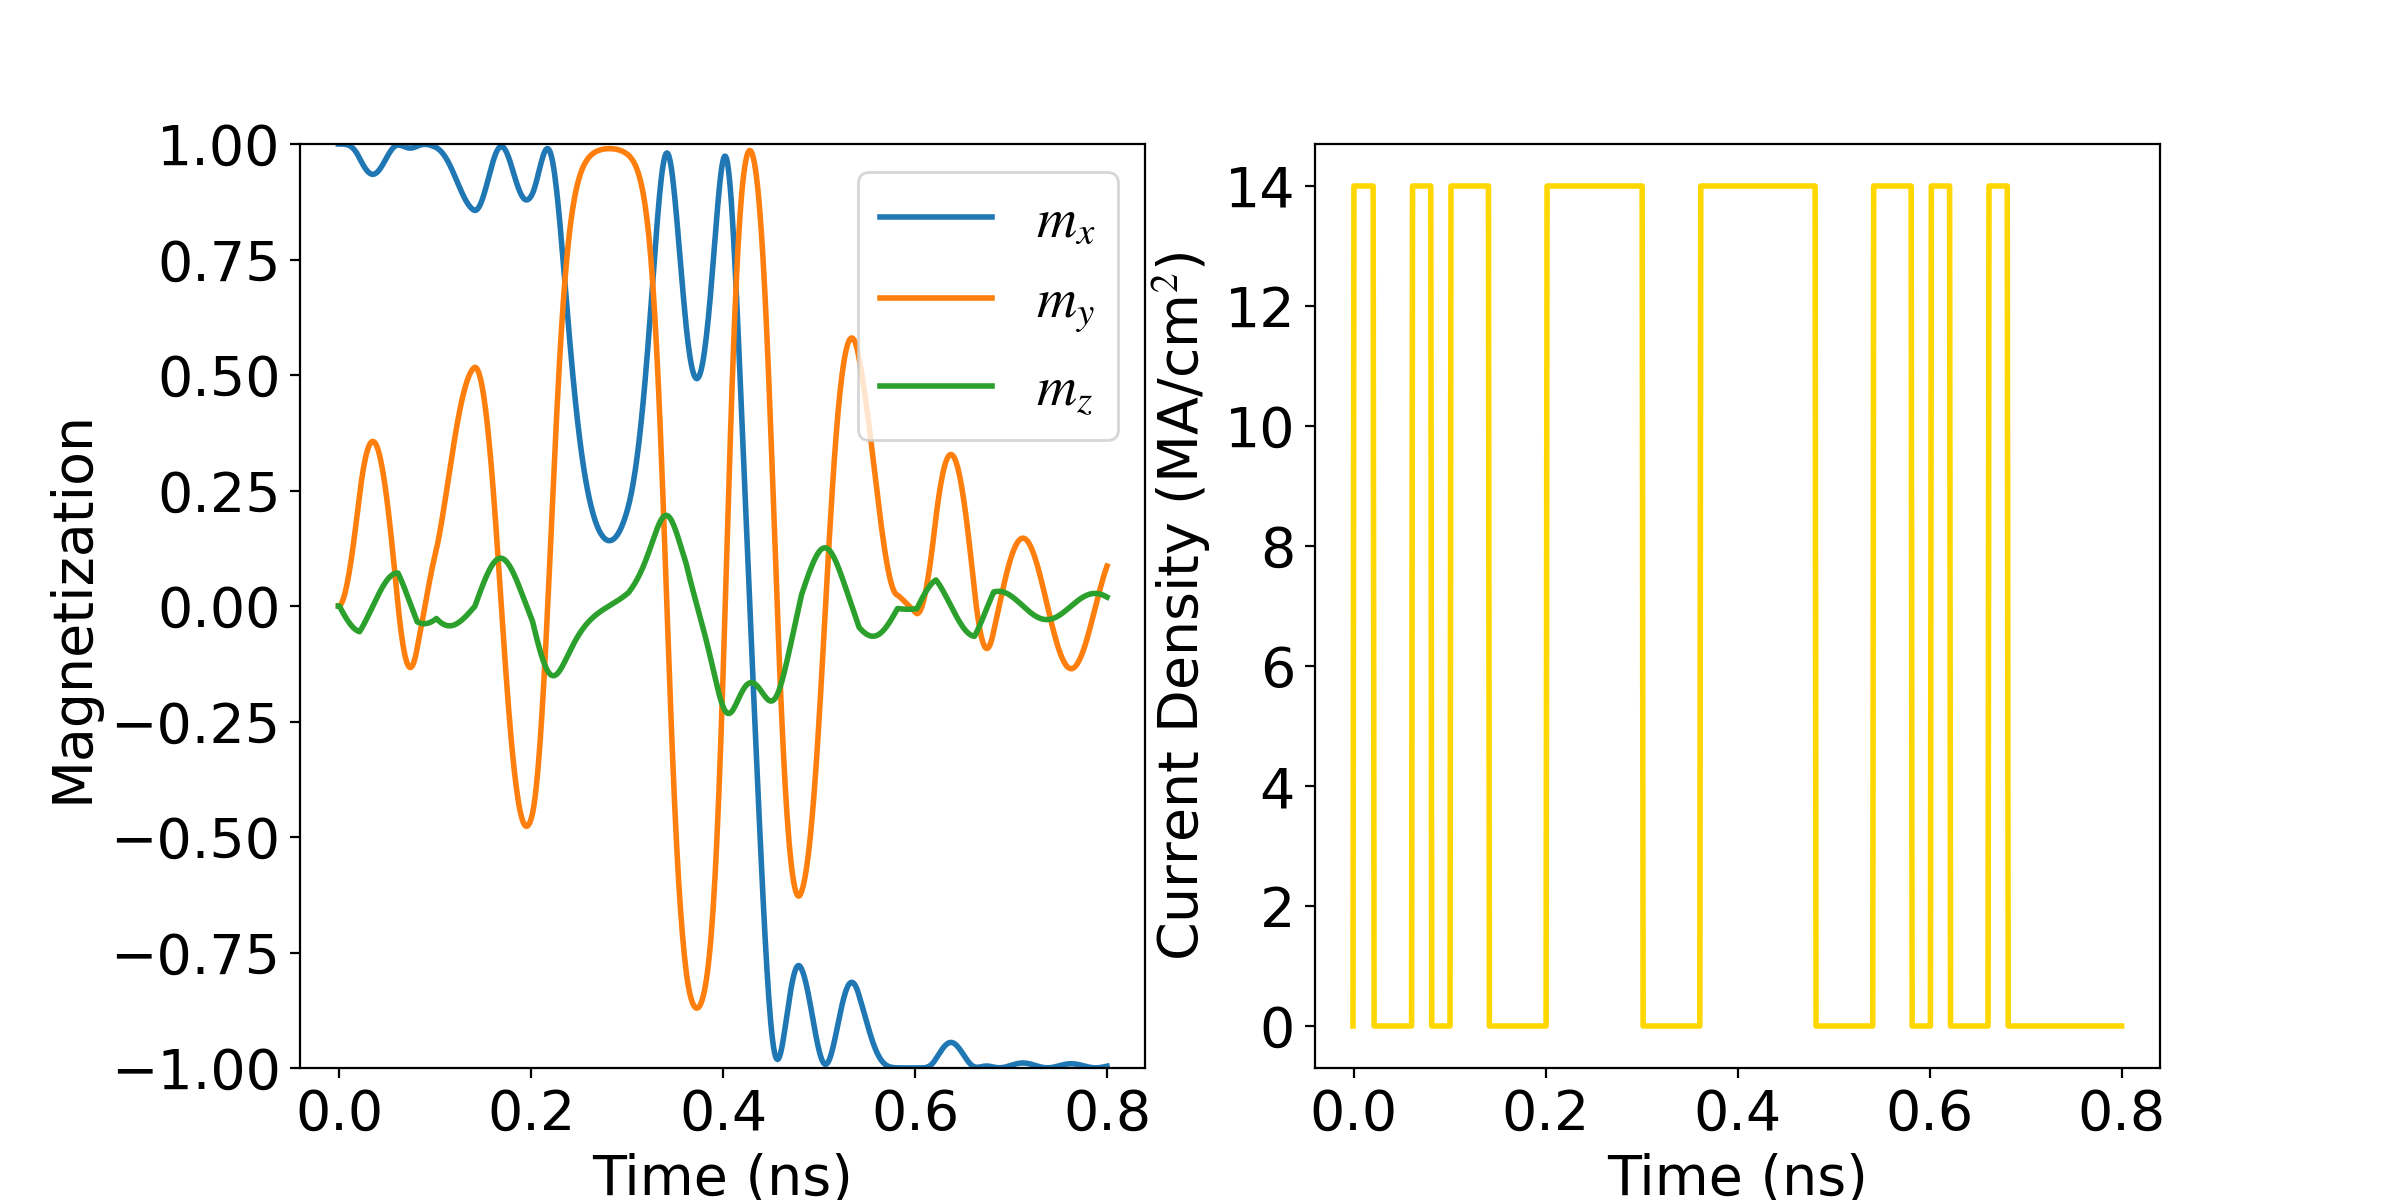 1.00
0.75
0.50
0.25
0.00
−0.25
−0.50
−0.75
−1.00
Magnetization
0.0 0.2 0.4 0.6 0.8
Time (ns)
m_x
m_y
m_z
14
12
10
8
6
4
2
0
Current Density (MA/cm²)
0.0 0.2 0.4 0.6 0.8
Time (ns)